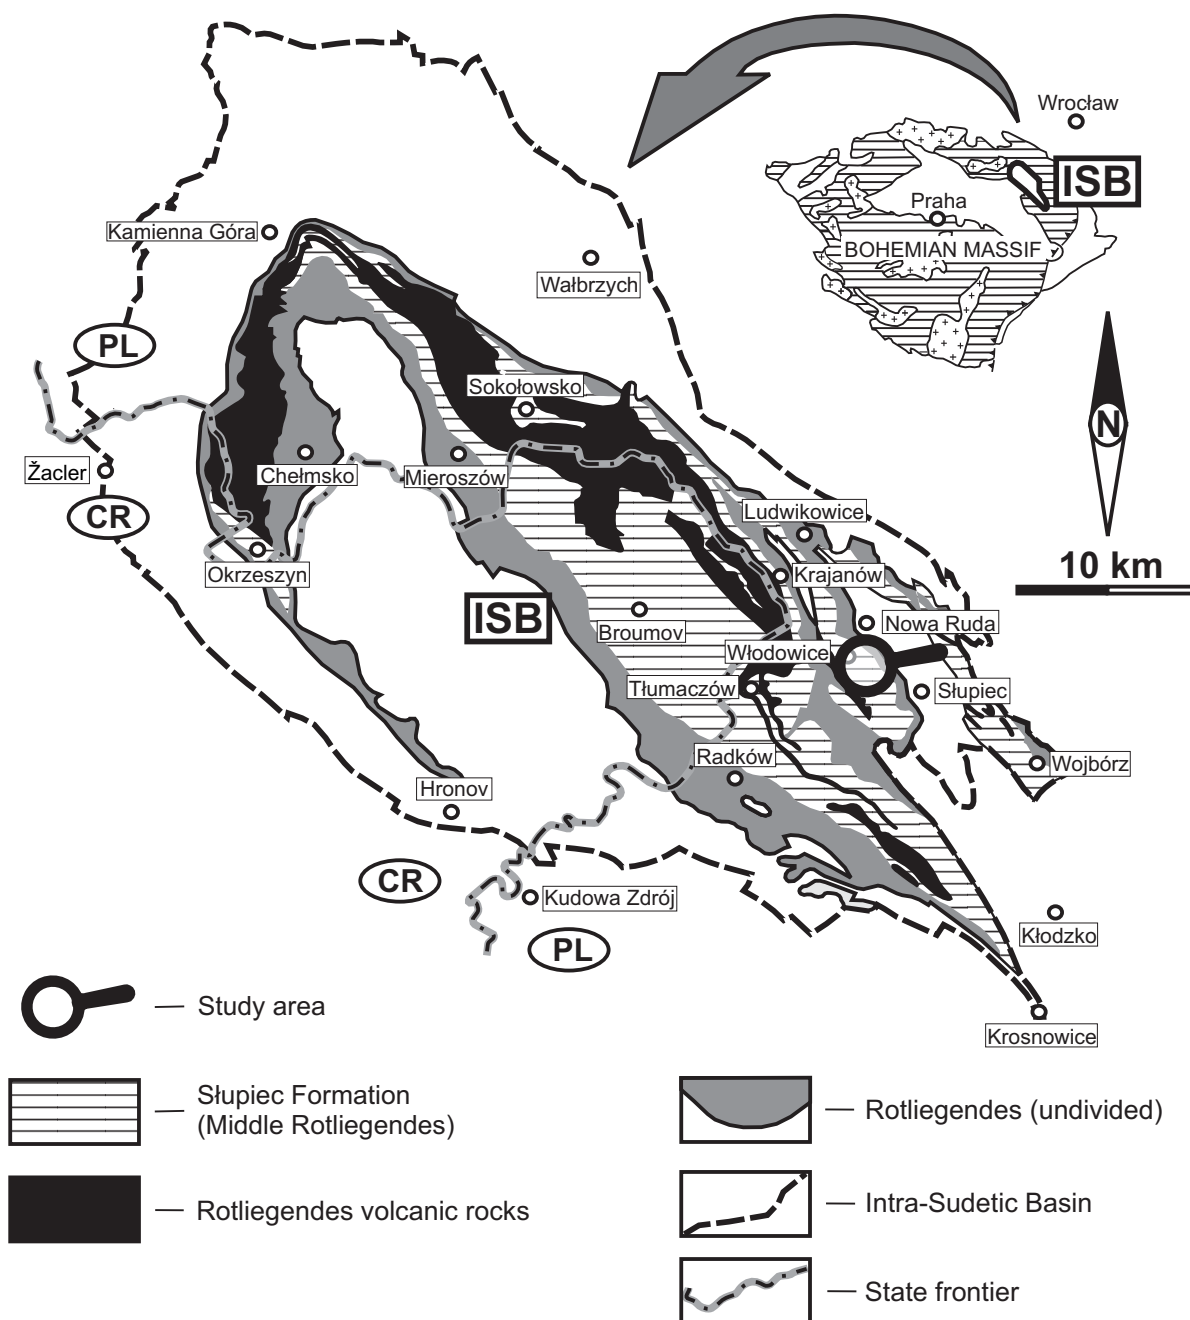 Wrocław
ISB
Praha
BOHEMIAN MASSIF
Kamienna Góra
Wałbrzych
PL
Sokołowsko
N
Žacler
Chełmsko
Mieroszów
CR
Ludwikowice
10 km
Okrzeszyn
Krajanów
ISB
Broumov
Nowa Ruda
Włodowice
Tłumaczów
Słupiec
Radków
Wojbórz
Hronov
CR
Kudowa Zdrój
Kłodzko
PL
Krosnowice
Study area
Słupiec Formation
(Middle Rotliegendes)
Rotliegendes volcanic rocks
Rotliegendes (undivided)
Intra-Sudetic Basin
State frontier